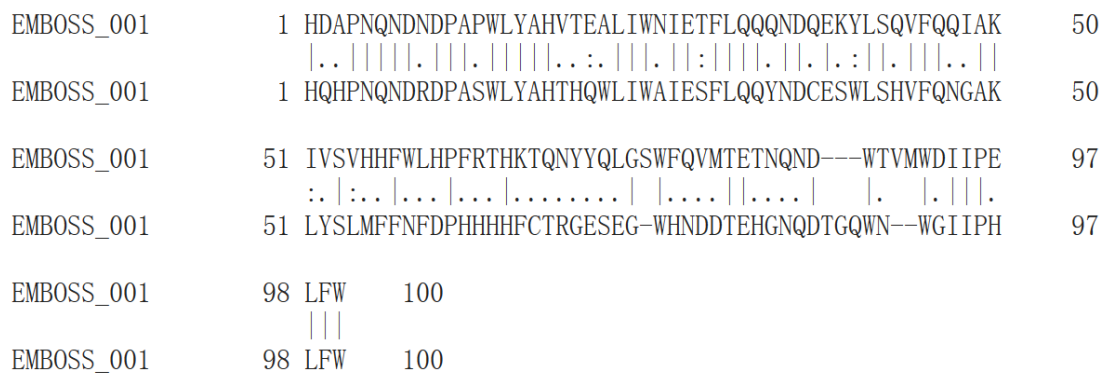 EMBOSS_001 1 HDAPNQNDNDPAPWLYAHVTEALIWNIETFLQQQNDQEKYLSQVFQQIAK 50
|..|||||.|||.|||||..:.|||.||:||||.||.|.:||.|||..||
EMBOSS_001 1 HQHPNQNDRDPASWLYAHTHQWLIWAIESFLQQYNDCESWLSHVFQNGAK 50
EMBOSS_001 51 IVSVHHFWLHPFRTHKTQNYYQLGSWFQVMTETNQND---WTVMWDIIPE 97
:.|:..|...|...|........| |....||....|   |.  |.|||.
EMBOSS_001 51 LYSLMFFNFDPHHHHFCTRGESEG-WHNDDTEHGNQDTGQWN--WGIIPH 97
EMBOSS_001 98 LFW 100
|||
EMBOSS_001 98 LFW 100